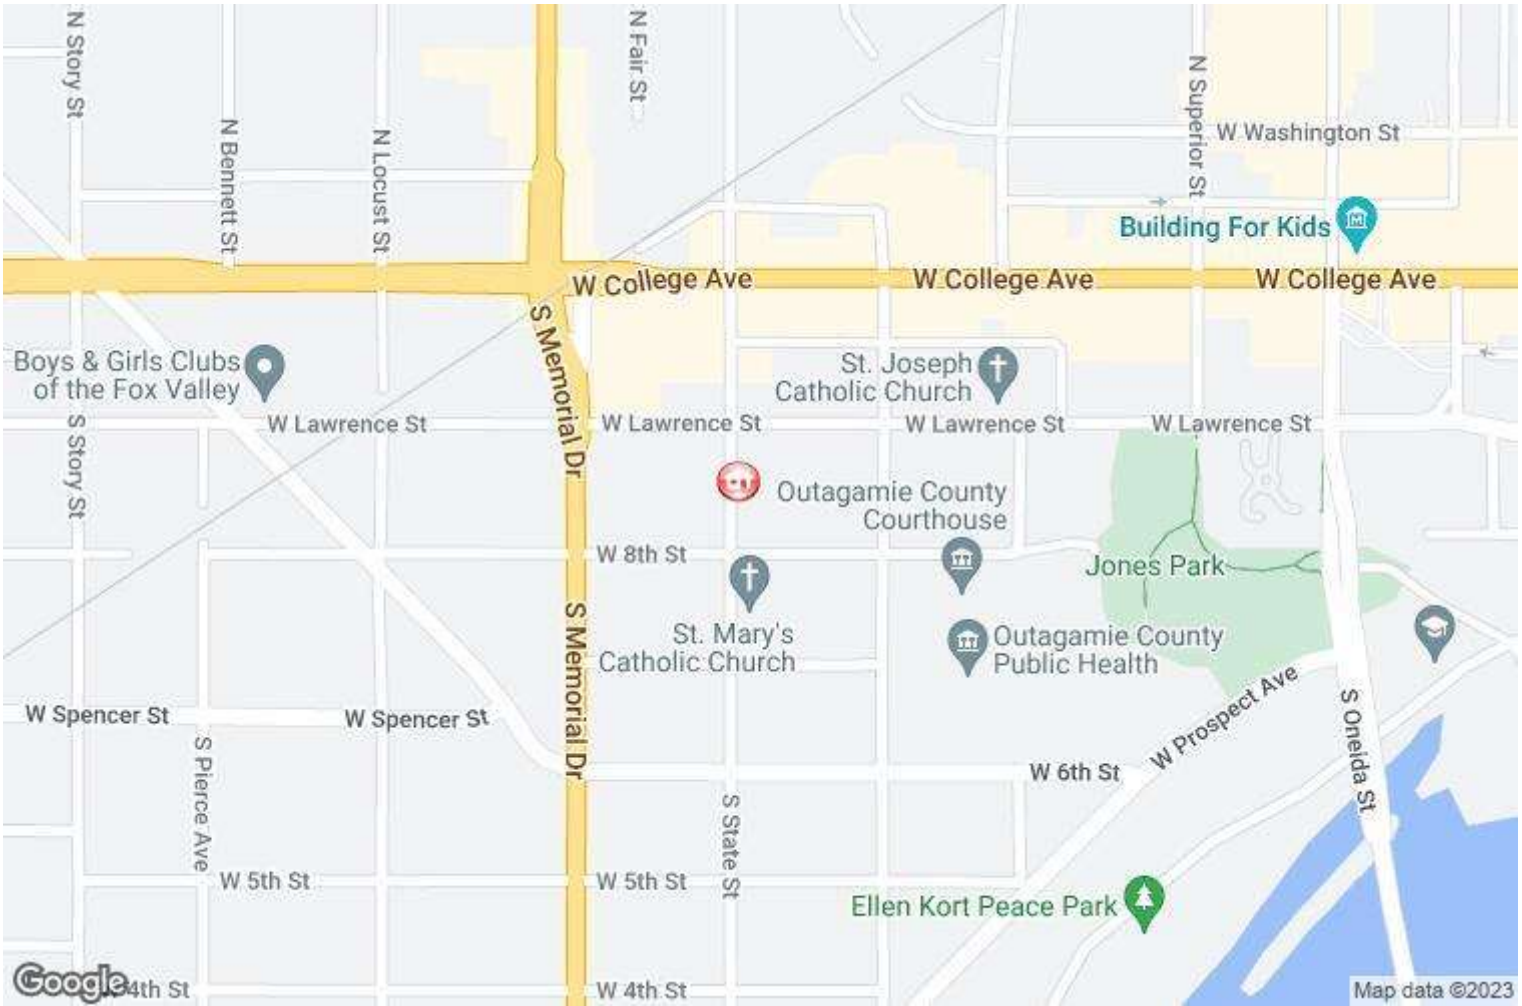 N Story St
N Bennett St
N Locust St
N Fair St
N Superior St
W Washington St
Building For Kids
W College Ave
W College Ave
W College Ave
S Memorial Dr
Boys & Girls Clubs
of the Fox Valley
St. Joseph
Catholic Church
W Lawrence St
W Lawrence St
W Lawrence St
W Lawrence St
S Story St
Outagamie County
Courthouse
W 8th St
Jones Park
S Memorial Dr
St. Mary's
Catholic Church
Outagamie County
Public Health
W Spencer St
W Spencer St
W Prospect Ave
S Oneida St
S Pierce Ave
W 6th St
S State St
W 5th St
W 5th St
Ellen Kort Peace Park
Google
4th St
W 4th St
Map data ©2023